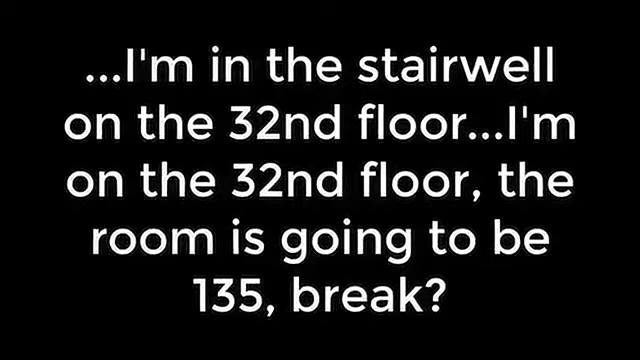 ...I'm in the stairwell
on the 32nd floor...I'm
on the 32nd floor, the
room is going to be
135, break?